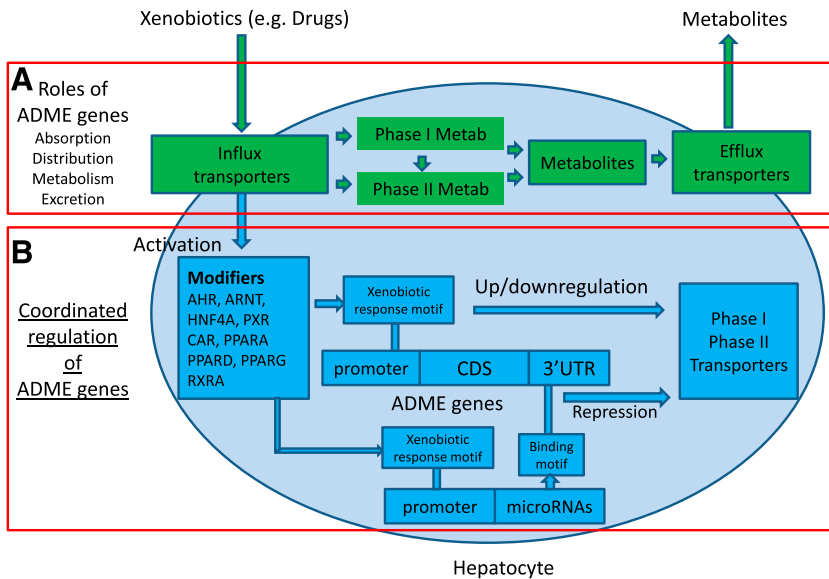 Xenobiotics (e.g. Drugs)
Metabolites
A
Roles of
ADME genes
Absorption
Distribution
Metabolism
Excretion
Influx
transporters
Phase I Metab
Phase II Metab
Metabolites
Efflux
transporters
B
Activation
Coordinated
regulation
of
ADME genes
Modifiers
AHR, ARNT,
HNF4A, PXR
CAR, PPARA
PPARD, PPARG
RXRA
Xenobiotic
response motif
Up/downregulation
Phase I
Phase II
Transporters
promoter
CDS
3'UTR
ADME genes
Repression
Xenobiotic
response motif
Binding
motif
promoter
microRNAs
Hepatocyte